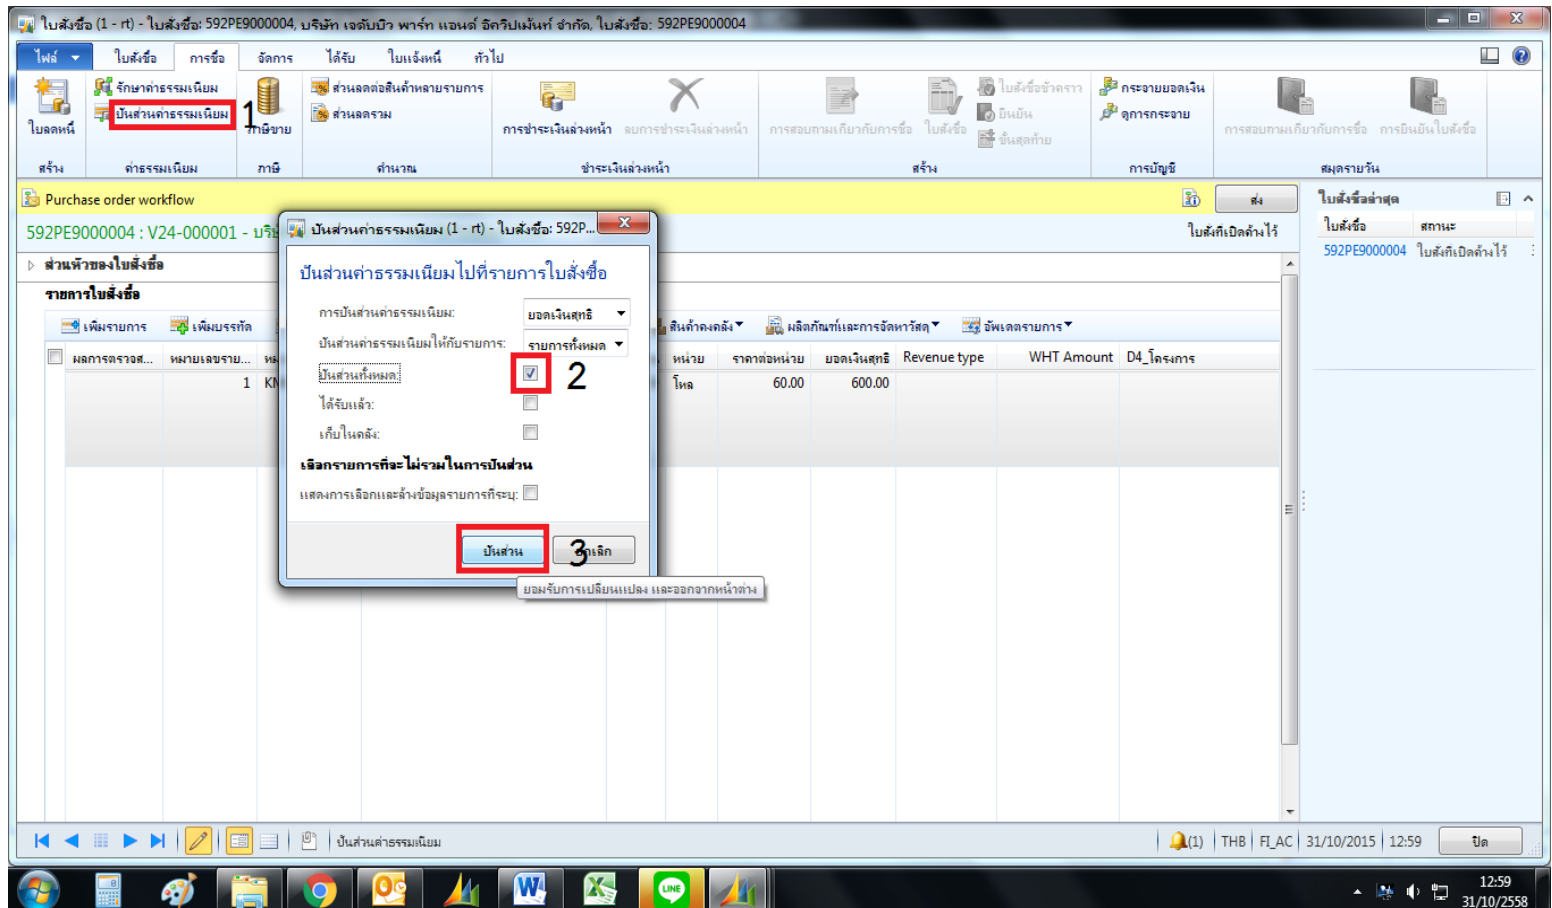 ใบสั่งซื้อ (1 - rt) - ใบสั่งซื้อ: 592PE9000004, บริษัท เจดับบิว พาร์ท แอนด์ อิควิปเม้นท์ จำกัด, ใบสั่งซื้อ: 592PE9000004
ไฟล์ ใบสั่งซื้อ การซื้อ จัดการ ได้รับ ใบแจ้งหนี้ ทั่วไป
ใบลดหนี้
รักษาค่าธรรมเนียม
ปันส่วนค่าธรรมเนียม
1
ภาษีขาย
ส่วนลดต่อสินค้าหลายรายการ
ส่วนลดรวม
การชำระเงินล่วงหน้า ลบการชำระเงินล่วงหน้า
การสอบถามเกี่ยวกับการซื้อ ใบสั่งซื้อ
ใบสั่งซื้อชั่วคราว
ยืนยัน
ขั้นสุดท้าย
กระจายยอดเงิน
ดูการกระจาย
การสอบถามเกี่ยวกับการซื้อ การยืนยันใบสั่งซื้อ
สร้าง ค่าธรรมเนียม ภาษี คำนวณ ชำระเงินล่วงหน้า สร้าง การบัญชี สมุดรายวัน
Purchase order workflow
ส่ง
592PE9000004 : V24-000001 -
ใบสั่งที่เปิดค้างไว้
ใบสั่งซื้อล่าสุด
ใบสั่งซื้อ สถานะ
592PE9000004 ใบสั่งที่เปิดค้างไว้
ส่วนหัวของใบสั่งซื้อ
รายการใบสั่งซื้อ
เพิ่มรายการ เพิ่มบรรทัด สินค้าคงคลัง ผลิตภัณฑ์และการจัดหาวัสดุ อัพเดตรายการ
ผลการตรวจส... หมายเลขราย... หน่วย ราคาต่อหน่วย ยอดเงินสุทธิ Revenue type WHT Amount D4_โครงการ
1 โหล 60.00 600.00
ปันส่วนค่าธรรมเนียม (1 - rt) - ใบสั่งซื้อ: 592P...
ปันส่วนค่าธรรมเนียมไปที่รายการใบสั่งซื้อ
การปันส่วนค่าธรรมเนียม: ยอดเงินสุทธิ
ปันส่วนค่าธรรมเนียมให้กับรายการ: รายการทั้งหมด
ปันส่วนทั้งหมด: 2
ได้รับแล้ว:
เก็บในคลัง:
เลือกรายการที่จะไม่รวมในการปันส่วน
แสดงการเลือกและล้างข้อมูลรายการที่ระบุ:
ปันส่วน 3
ยอมรับการเปลี่ยนแปลง และออกจากหน้าต่าง
ปันส่วนค่าธรรมเนียม (1) THB FI_AC 31/10/2015 12:59 ปิด
LINE
12:59
31/10/2558